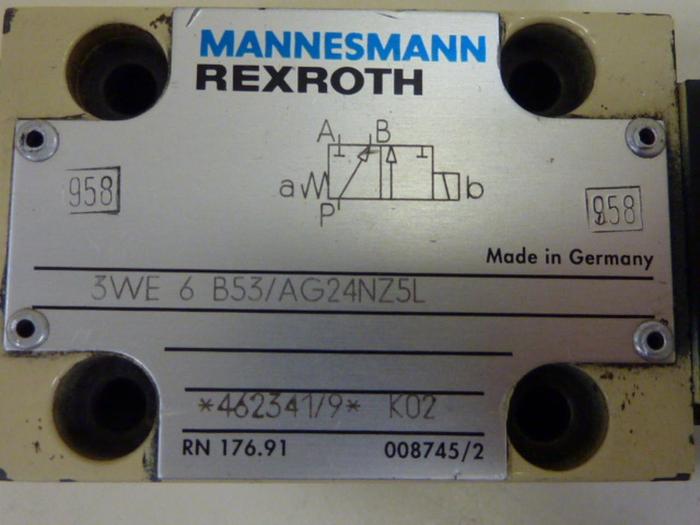 MANNESMANN
REXROTH
A B
958
a b
958
P
Made in Germany
3WE 6 B53/AG24NZ5L
*462341/9* K02
RN 176.91 008745/2